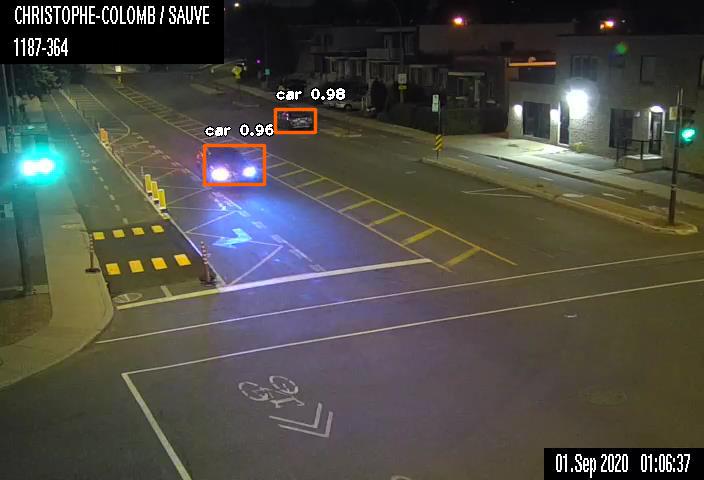 CHRISTOPHE-COLOMB / SAUVE
1187-364
car 0.98
car 0.96
01.Sep 2020 01:06:37